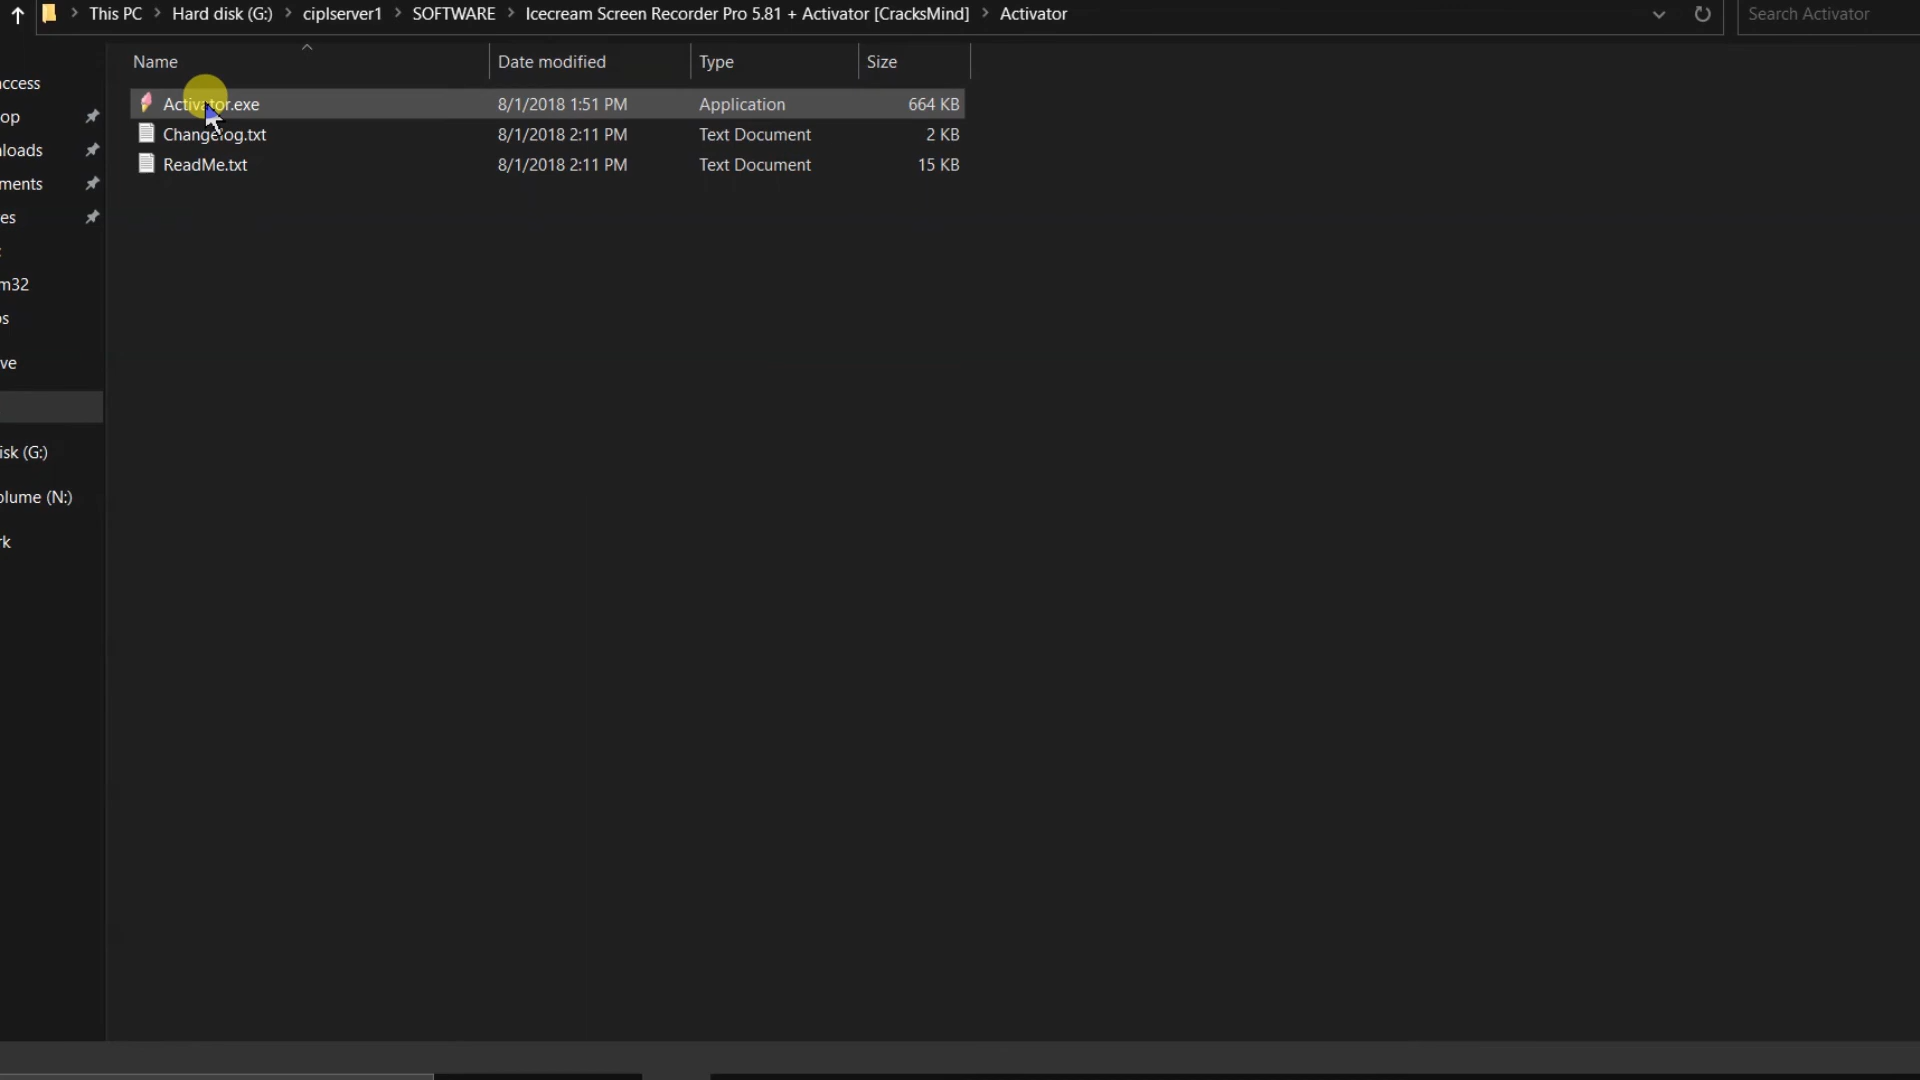 This PC > Hard disk (G:) > ciplserver1 > SOFTWARE > Icecream Screen Recorder Pro 5.81 + Activator [CracksMind] > Activator
Search Activator
Name Date modified Type Size
Activator.exe 8/1/2018 1:51 PM Application 664 KB
Changelog.txt 8/1/2018 2:11 PM Text Document 2 KB
ReadMe.txt 8/1/2018 2:11 PM Text Document 15 KB
ccess
op
loads
ments
es
m32
os
ve
isk (G:)
olume (N:)
rk